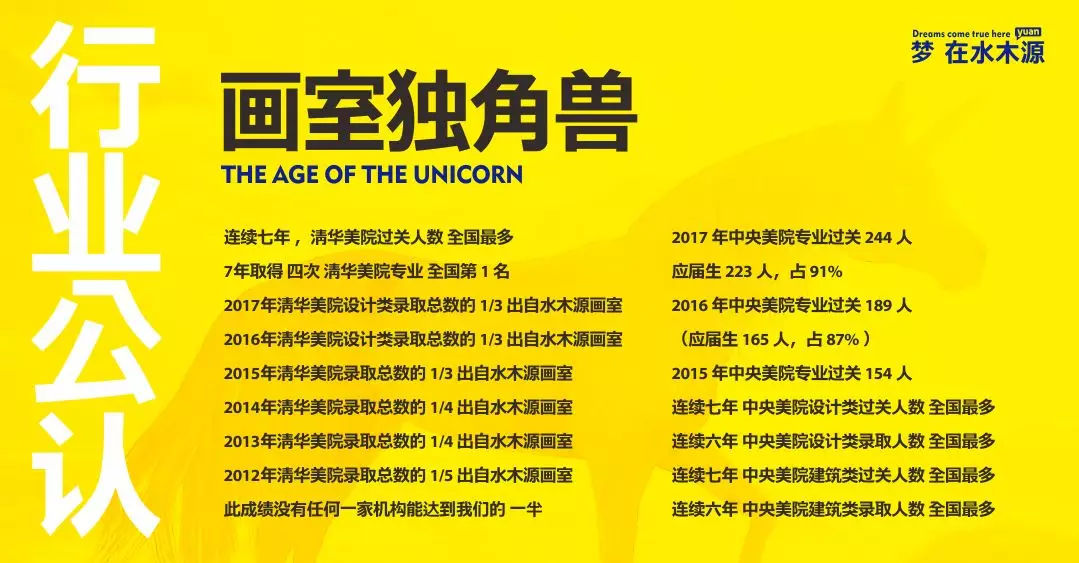 行业公认
Dreams come true here yuan
梦 在水木源
画室独角兽
THE AGE OF THE UNICORN
连续七年 ，清华美院过关人数 全国最多
7年取得 四次 清华美院专业 全国第 1 名
2017年清华美院设计类录取总数的 1/3 出自水木源画室
2016年清华美院设计类录取总数的 1/3 出自水木源画室
2015年清华美院录取总数的 1/3 出自水木源画室
2014年清华美院录取总数的 1/4 出自水木源画室
2013年清华美院录取总数的 1/4 出自水木源画室
2012年清华美院录取总数的 1/5 出自水木源画室
此成绩没有任何一家机构能达到我们的 一半
2017 年中央美院专业过关 244 人
应届生 223 人，占 91%
2016 年中央美院专业过关 189 人
（应届生 165 人，占 87% ）
2015 年中央美院专业过关 154 人
连续七年 中央美院设计类过关人数 全国最多
连续六年 中央美院设计类录取人数 全国最多
连续七年 中央美院建筑类过关人数 全国最多
连续六年 中央美院建筑类录取人数 全国最多